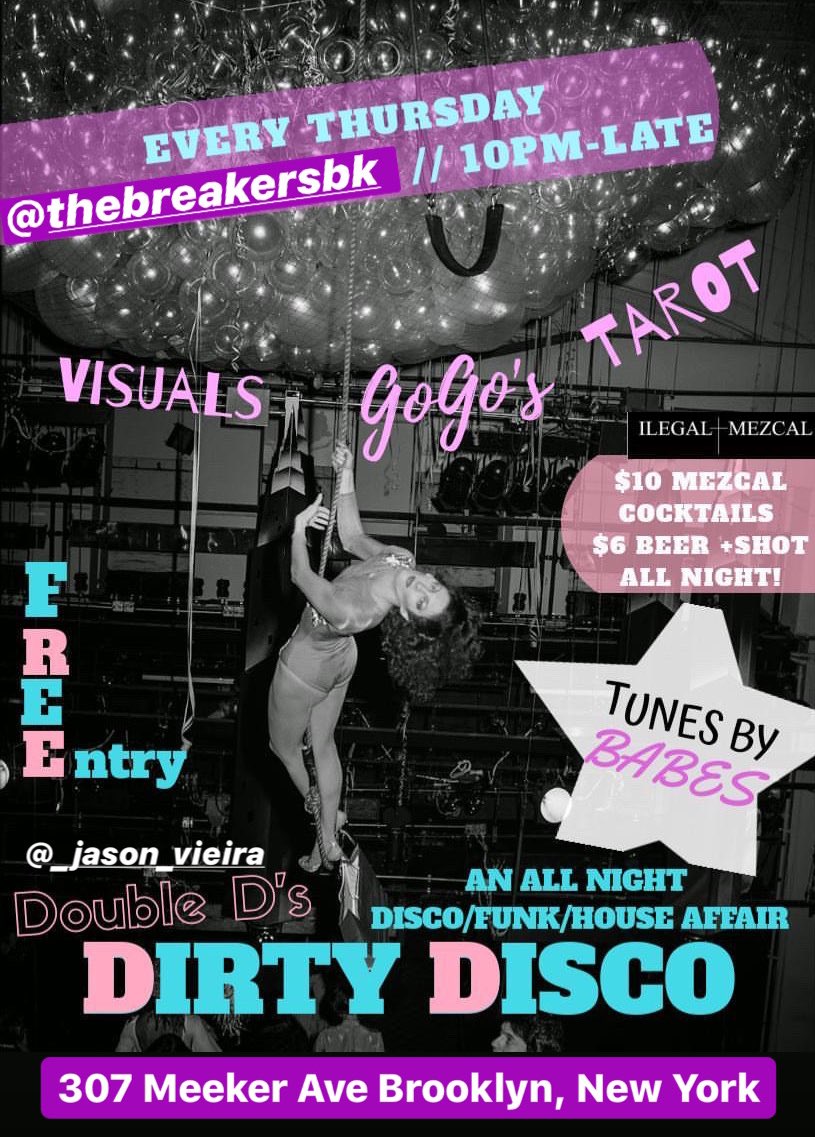 EVERY THURSDAY
@thebreakersbk // 10PM-LATE
VISUALS GoGo's TAROT
ILEGAL MEZCAL
$10 MEZCAL
COCKTAILS
$6 BEER +SHOT
ALL NIGHT!
FREEntry
TUNES BY
BABES
@_jason_vieira
Double D's
AN ALL NIGHT
DISCO/FUNK/HOUSE AFFAIR
DIRTY DISCO
307 Meeker Ave Brooklyn, New York